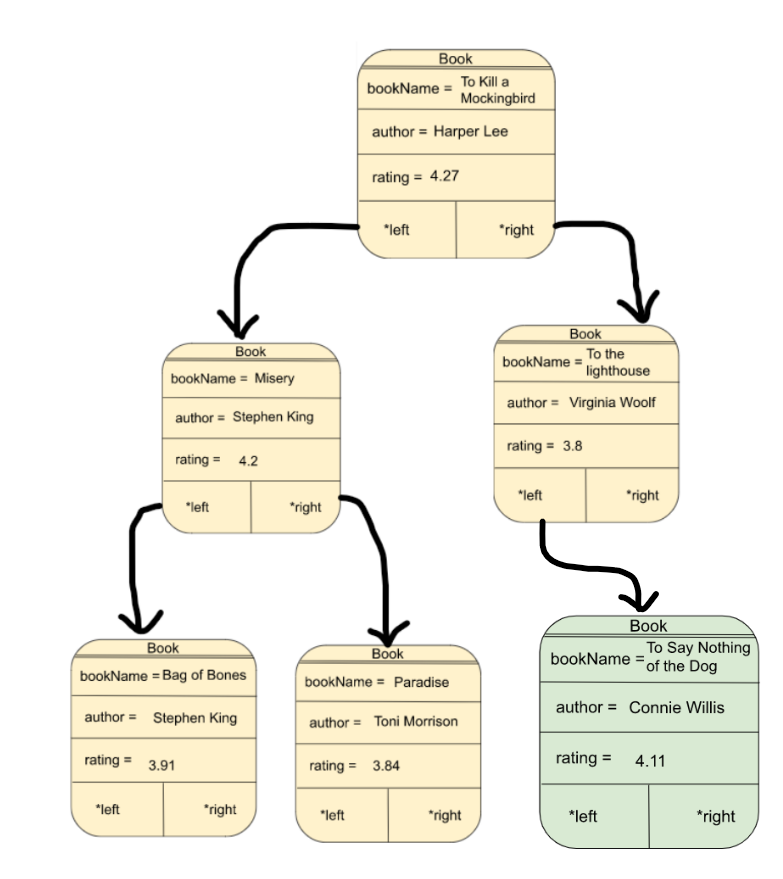 Book
bookName = To Kill a
Mockingbird
author = Harper Lee
rating = 4.27
*left *right
Book
bookName = Misery
author = Stephen King
rating = 4.2
*left *right
Book
bookName = To the
lighthouse
author = Virginia Woolf
rating = 3.8
*left *right
Book
bookName = Bag of Bones
author = Stephen King
rating = 3.91
*left *right
Book
bookName = Paradise
author = Toni Morrison
rating = 3.84
*left *right
Book
bookName = To Say Nothing
of the Dog
author = Connie Willis
rating = 4.11
*left *right